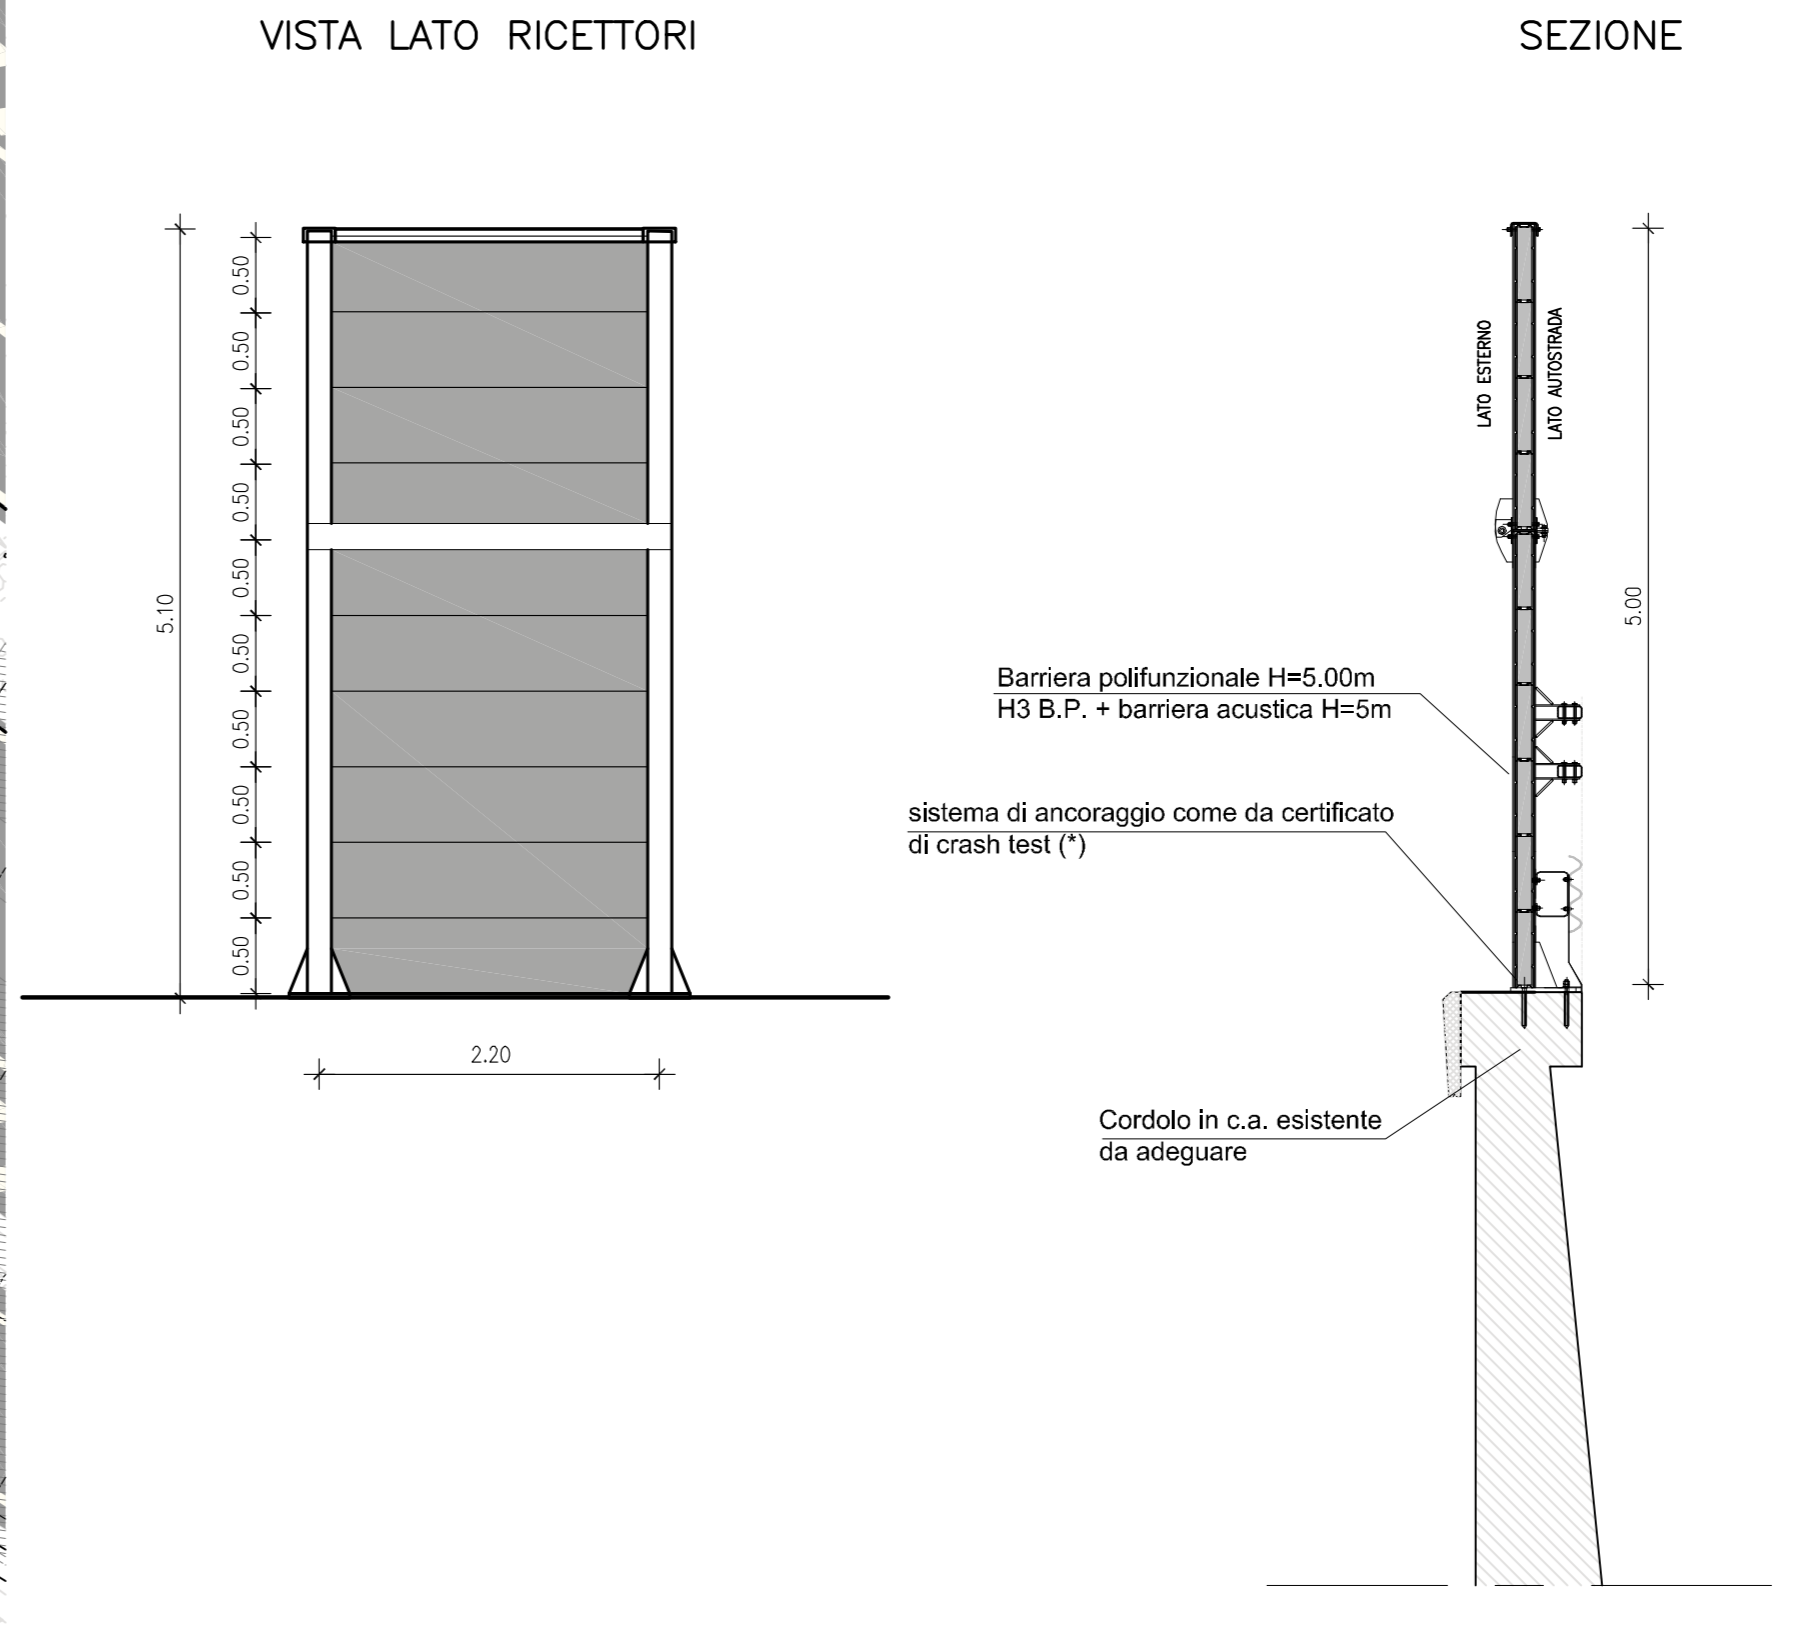 VISTA LATO RICETTORI
SEZIONE
0.50
0.50
0.50
0.50
0.50
0.50
0.50
0.50
0.50
0.50
5.10
2.20
LATO ESTERNO
LATO AUTOSTRADA
5.00
Barriera polifunzionale H=5.00m
H3 B.P. + barriera acustica H=5m
sistema di ancoraggio come da certificato
di crash test (*)
Cordolo in c.a. esistente
da adeguare